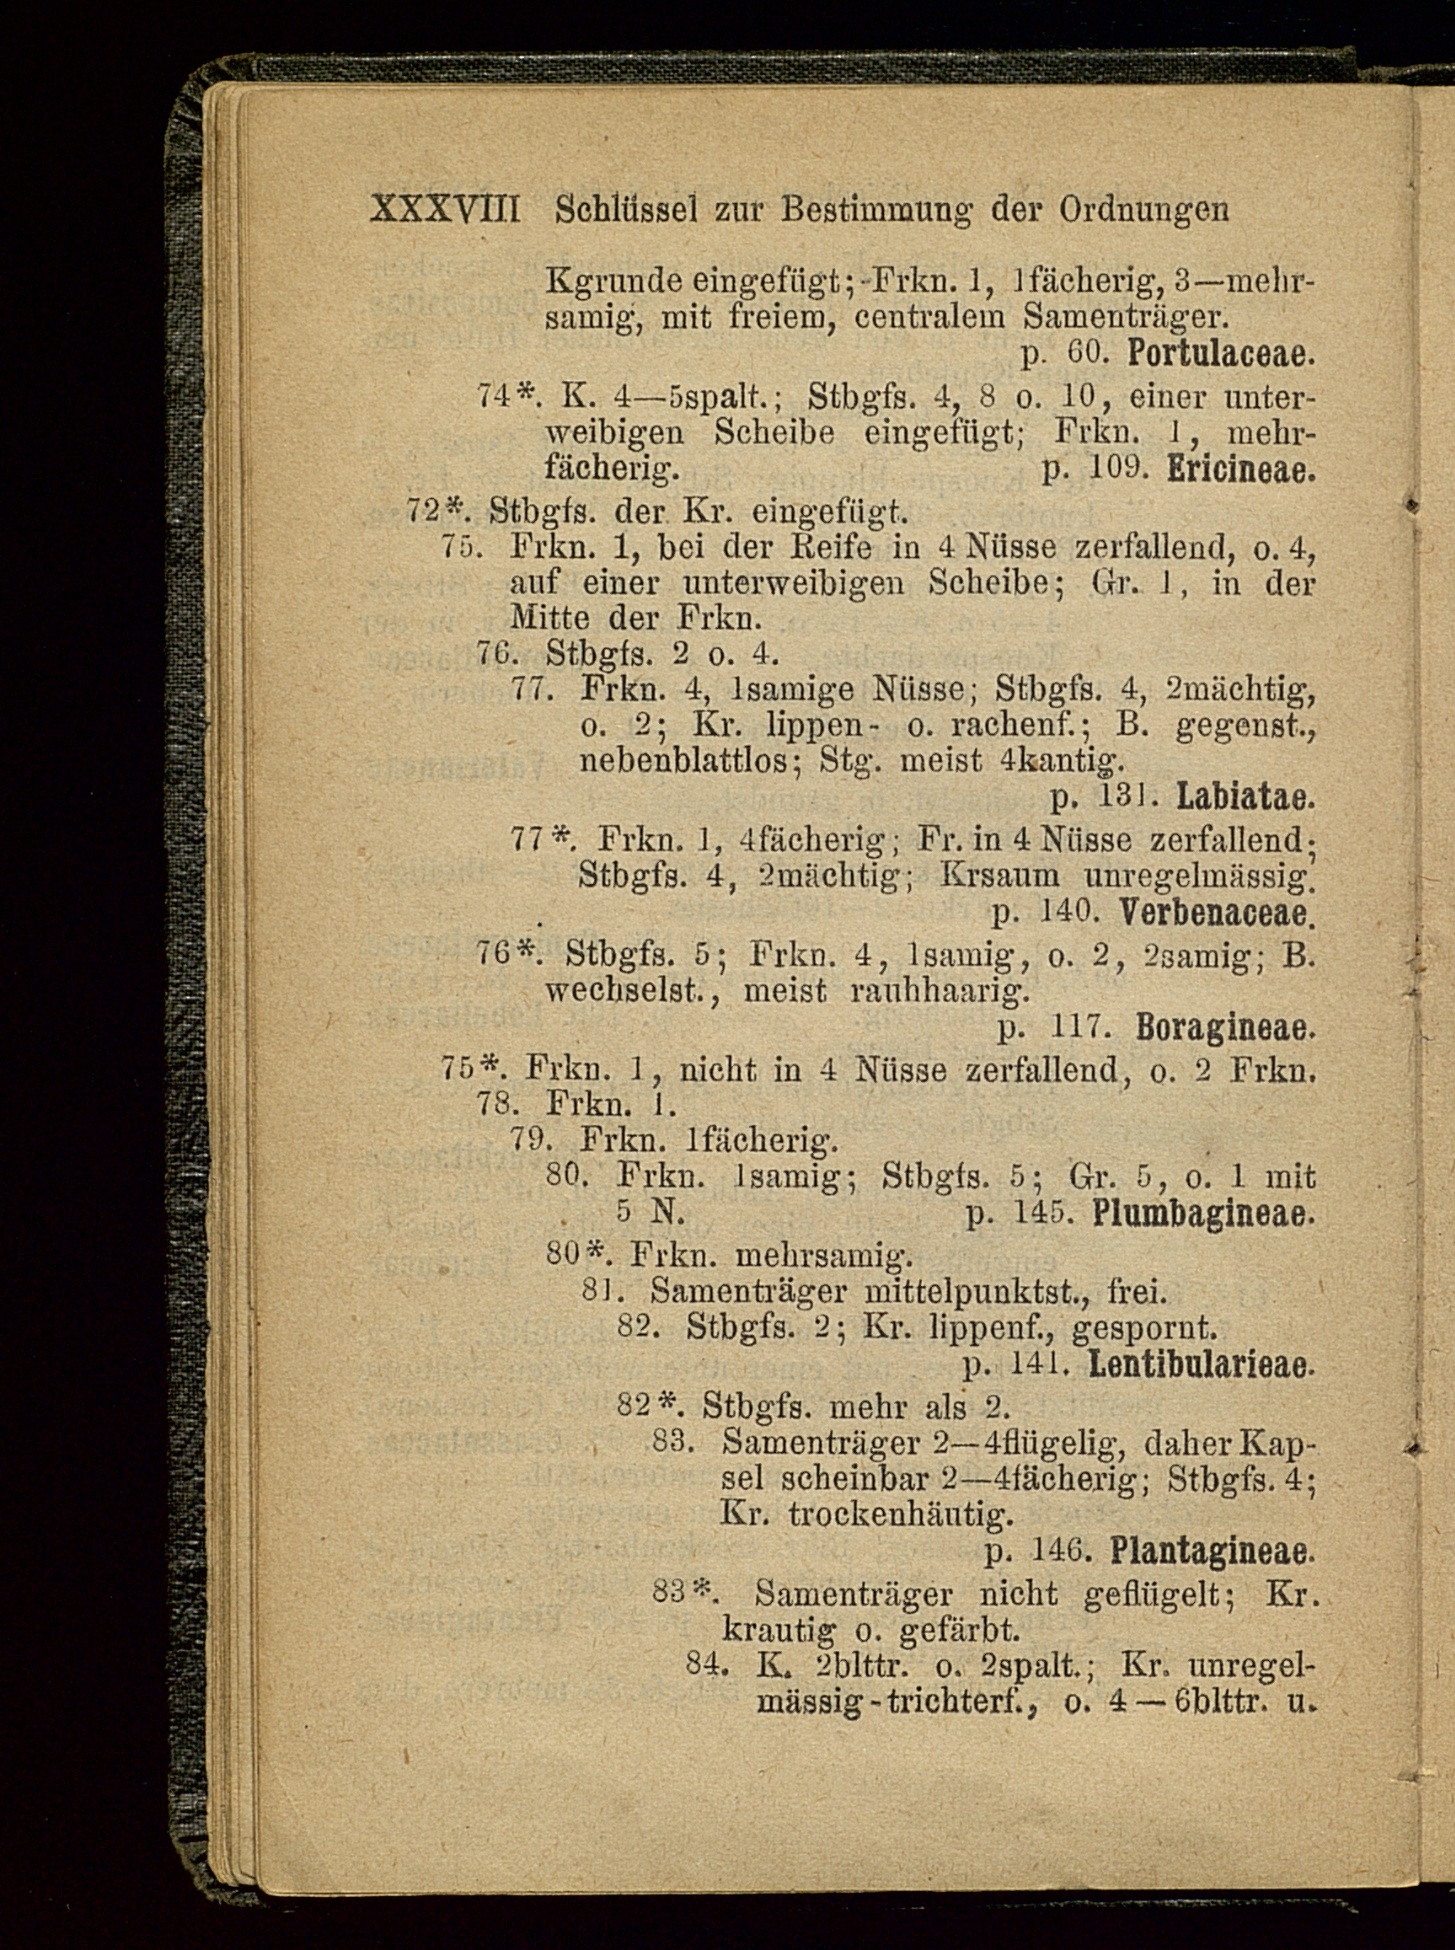 XXXVIII Schlüssel zur Bestimmung der Ordnungen
Kgrunde eingefügt; Frkn. 1, 1fächerig, 3—mehr-
samig, mit freiem, centralem Samenträger.
p. 60. Portulaceae.
74*. K. 4—5spalt.; Stbgfs. 4, 8 o. 10, einer unter-
weibigen Scheibe eingefügt; Frkn. 1, mehr-
fächerig. p. 109. Ericineae.
72*. Stbgfs. der Kr. eingefügt.
75. Frkn. 1, bei der Reife in 4 Nüsse zerfallend, o. 4,
auf einer unterweibigen Scheibe; Gr. 1, in der
Mitte der Frkn.
76. Stbgfs. 2 o. 4.
77. Frkn. 4, 1samige Nüsse; Stbgfs. 4, 2mächtig,
o. 2; Kr. lippen- o. rachenf.; B. gegenst.,
nebenblattlos; Stg. meist 4kantig.
p. 131. Labiatae.
77*. Frkn. 1, 4fächerig; Fr. in 4 Nüsse zerfallend;
Stbgfs. 4, 2mächtig; Krsaum unregelmässig.
p. 140. Verbenaceae.
76*. Stbgfs. 5; Frkn. 4, 1samig, o. 2, 2samig; B.
wechselst., meist rauhhaarig.
p. 117. Boragineae.
75*. Frkn. 1, nicht in 4 Nüsse zerfallend, o. 2 Frkn.
78. Frkn. 1.
79. Frkn. 1fächerig.
80. Frkn. 1samig; Stbgfs. 5; Gr. 5, o. 1 mit
5 N. p. 145. Plumbagineae.
80*. Frkn. mehrsamig.
81. Samenträger mittelpunktst., frei.
82. Stbgfs. 2; Kr. lippenf., gespornt.
p. 141. Lentibularieae.
82*. Stbgfs. mehr als 2.
83. Samenträger 2—4flügelig, daher Kap-
sel scheinbar 2—4fächerig; Stbgfs. 4;
Kr. trockenhäutig.
p. 146. Plantagineae.
83*. Samenträger nicht geflügelt; Kr.
krautig o. gefärbt.
84. K. 2blttr. o. 2spalt.; Kr. unregel-
mässig-trichterf., o. 4—6blttr. u.